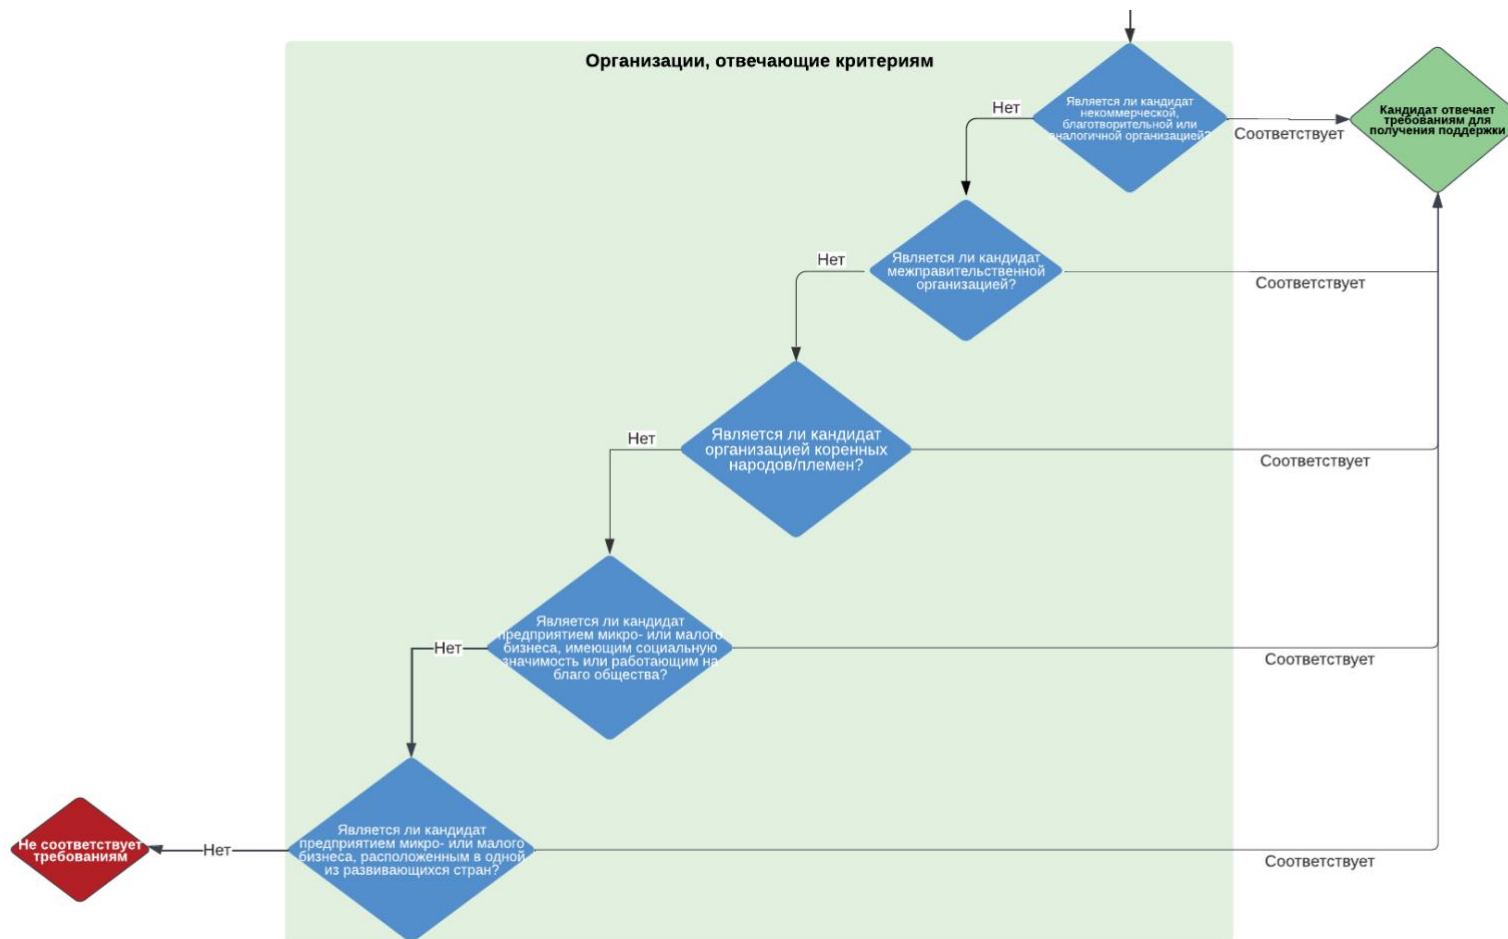 Организации, отвечающие критериям
Является ли кандидат
некоммерческой,
благотворительной или
аналогичной организацией?
Нет
Соответствует
Кандидат отвечает
требованиям для
получения поддержки
Является ли кандидат
межправительственной
организацией?
Нет
Соответствует
Является ли кандидат
организацией коренных
народов/племен?
Нет
Соответствует
Является ли кандидат
предприятием микро- или малого
бизнеса, имеющим социальную
значимость или работающим на
благо общества?
Нет
Соответствует
Является ли кандидат
предприятием микро- или малого
бизнеса, расположенным в одной
из развивающихся стран?
Нет
Соответствует
Не соответствует
требованиям